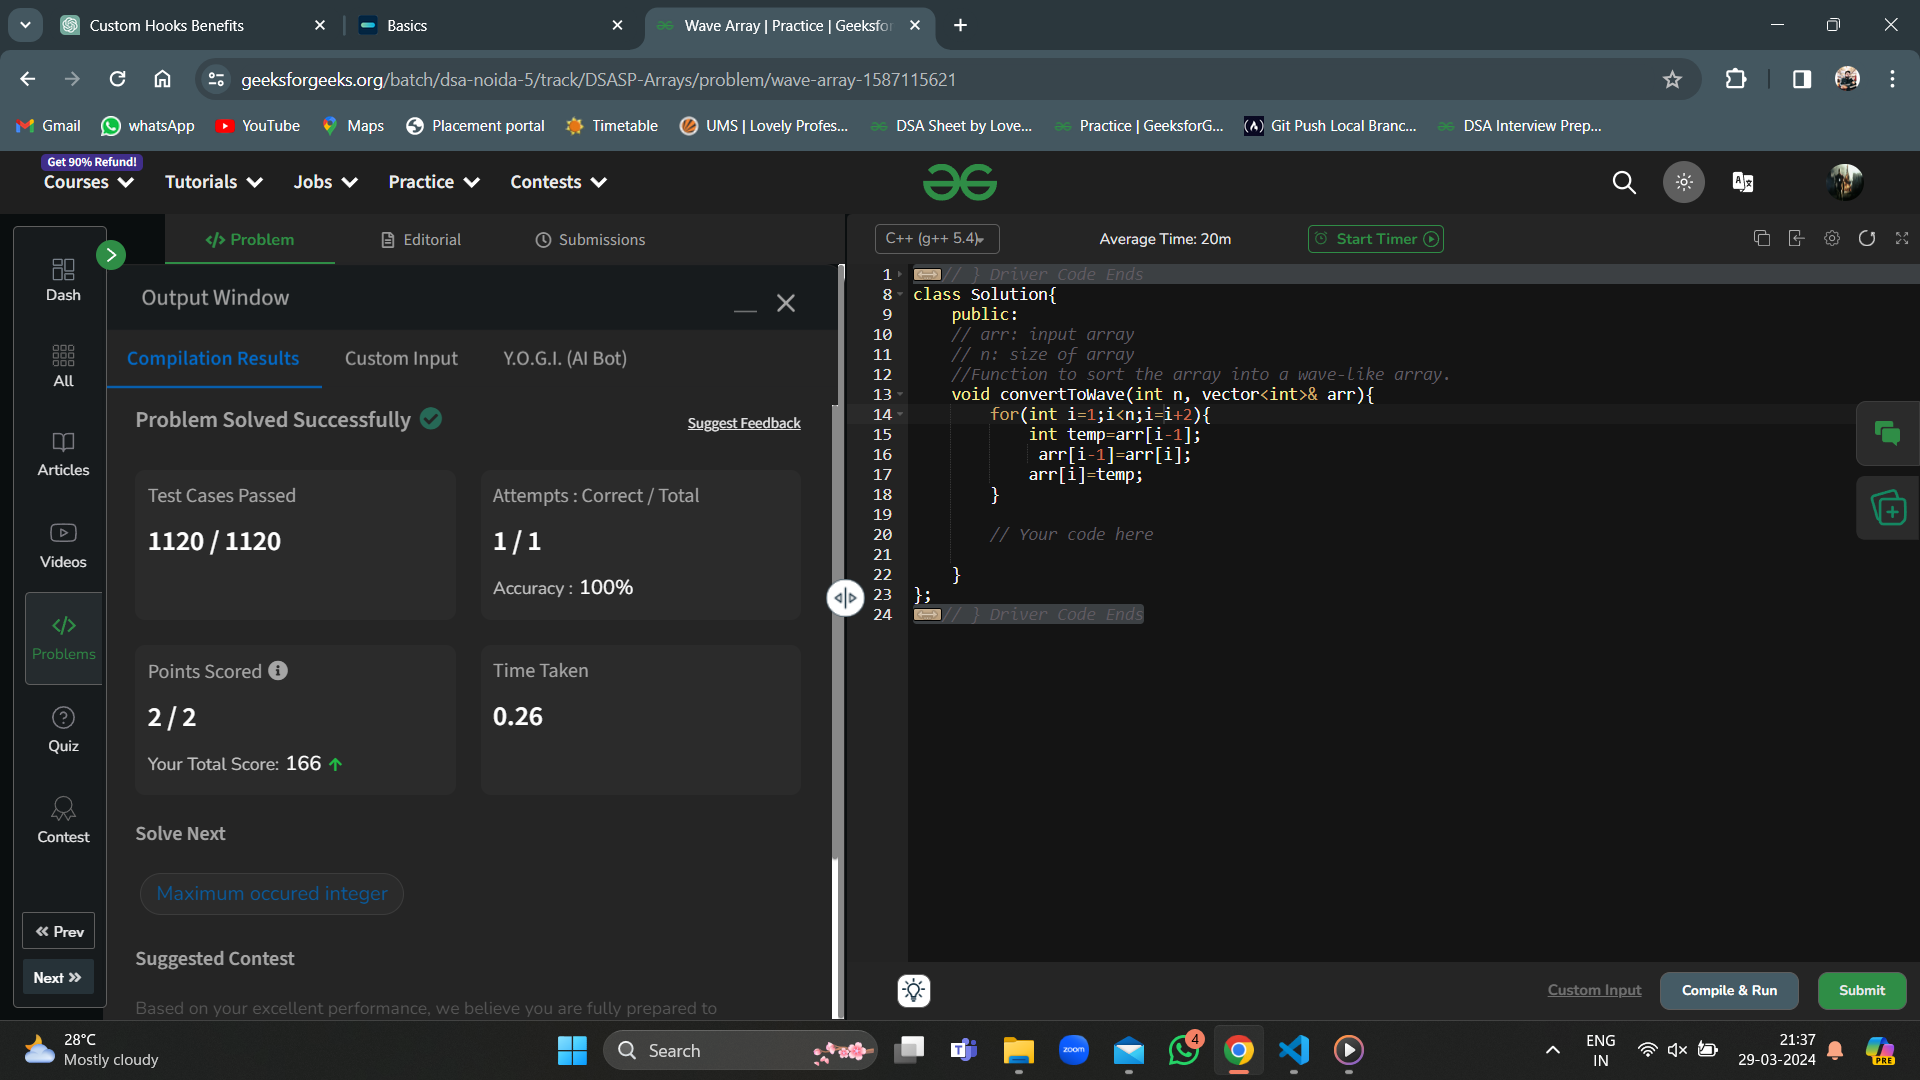 Custom Hooks Benefits
Basics
Wave Array | Practice | Geeksfor
geeksforgeeks.org/batch/dsa-noida-5/track/DSASP-Arrays/problem/wave-array-1587115621
Gmail
whatsApp
YouTube
Maps
Placement portal
Timetable
UMS | Lovely Profes...
DSA Sheet by Love...
Practice | GeeksforG...
Git Push Local Branc...
DSA Interview Prep...
Get 90% Refund!
Courses
Tutorials
Jobs
Practice
Contests
Dash
All
Articles
Videos
Problems
Quiz
Contest
Prev
Next
Problem
Editorial
Submissions
Output Window
Compilation Results
Custom Input
Y.O.G.I. (AI Bot)
Problem Solved Successfully
Suggest Feedback
Test Cases Passed
1120 / 1120
Attempts : Correct / Total
1 / 1
Accuracy : 100%
Points Scored
2 / 2
Your Total Score: 166
Time Taken
0.26
Solve Next
Maximum occured integer
Suggested Contest
Based on your excellent performance, we believe you are fully prepared to
C++ (g++ 5.4)
Average Time: 20m
Start Timer
1 // } Driver Code Ends
8 class Solution{
9 public:
10 // arr: input array
11 // n: size of array
12 //Function to sort the array into a wave-like array.
13 void convertToWave(int n, vector<int>& arr){
14 for(int i=1;i<n;i=i+2){
15 int temp=arr[i-1];
16 arr[i-1]=arr[i];
17 arr[i]=temp;
18 }
19
20 // Your code here
21
22 }
23 };
24 // } Driver Code Ends
Custom Input
Compile & Run
Submit
28°C
Mostly cloudy
Search
zoom
4
ENG
IN
21:37
29-03-2024
PRE